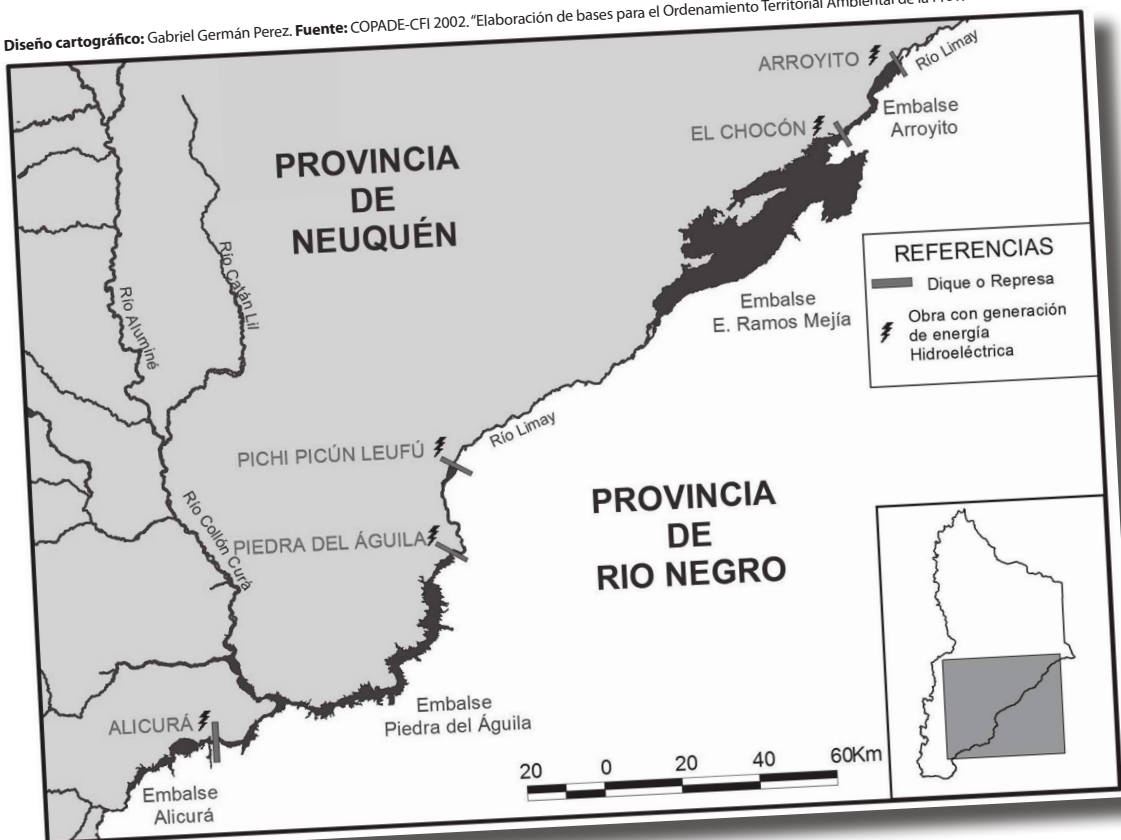 Diseño cartográfico: Gabriel Germán Perez. Fuente: COPADE-CFI 2002. “Elaboración de bases para el Ordenamiento Territorial Ambiental de la
ARROYITO
Río Limay
Embalse
Arroyito
EL CHOCÓN
PROVINCIA
DE
NEUQUÉN
Río Catán Lil
Río Aluminé
REFERENCIAS
Dique o Represa
Obra con generación
de energía
Hidroeléctrica
Embalse
E. Ramos Mejía
Río Limay
PICHI PICÚN LEUFÚ
PROVINCIA
DE
RIO NEGRO
Río Collón Curá
PIEDRA DEL ÁGUILA
Embalse
Piedra del Águila
ALICURÁ
Embalse
Alicurá
20 0 20 40 60Km